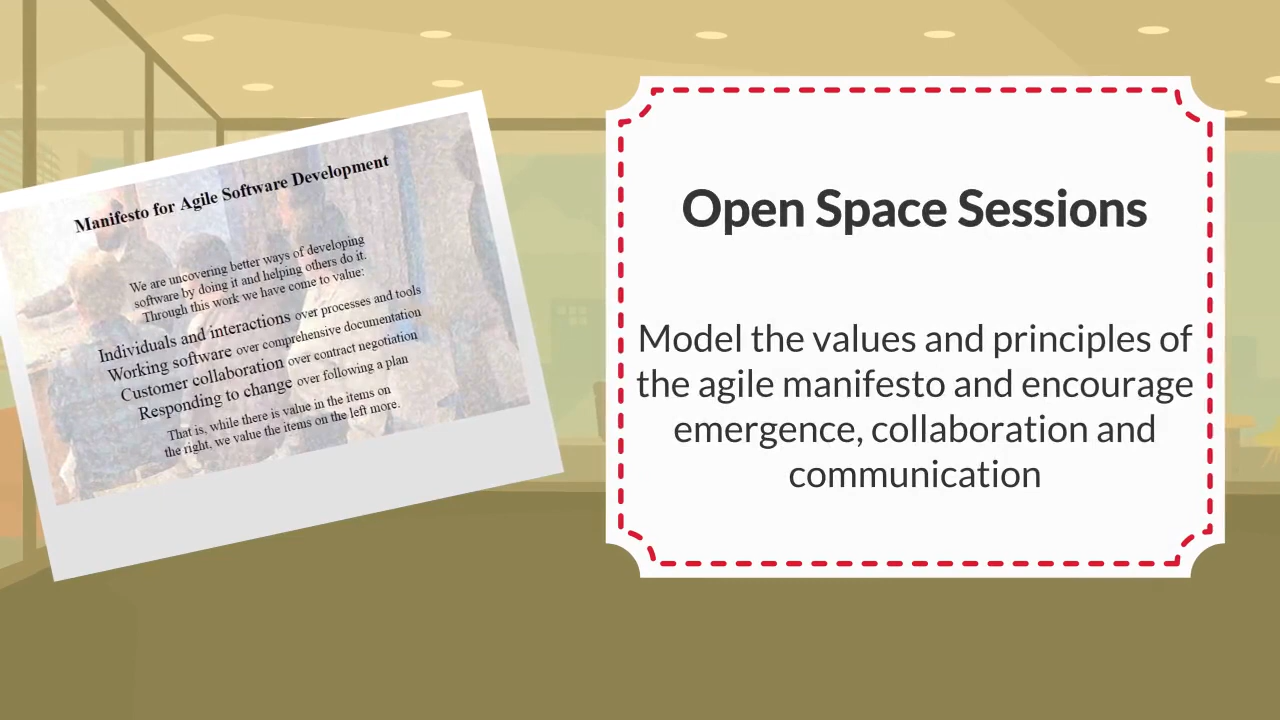 Manifesto for Agile Software Development
We are uncovering better ways of developing
software by doing it and helping others do it.
Through this work we have come to value:
Individuals and interactions over processes and tools
Working software over comprehensive documentation
Customer collaboration over contract negotiation
Responding to change over following a plan
That is, while there is value in the items on
the right, we value the items on the left more.
Open Space Sessions
Model the values and principles of
the agile manifesto and encourage
emergence, collaboration and
communication